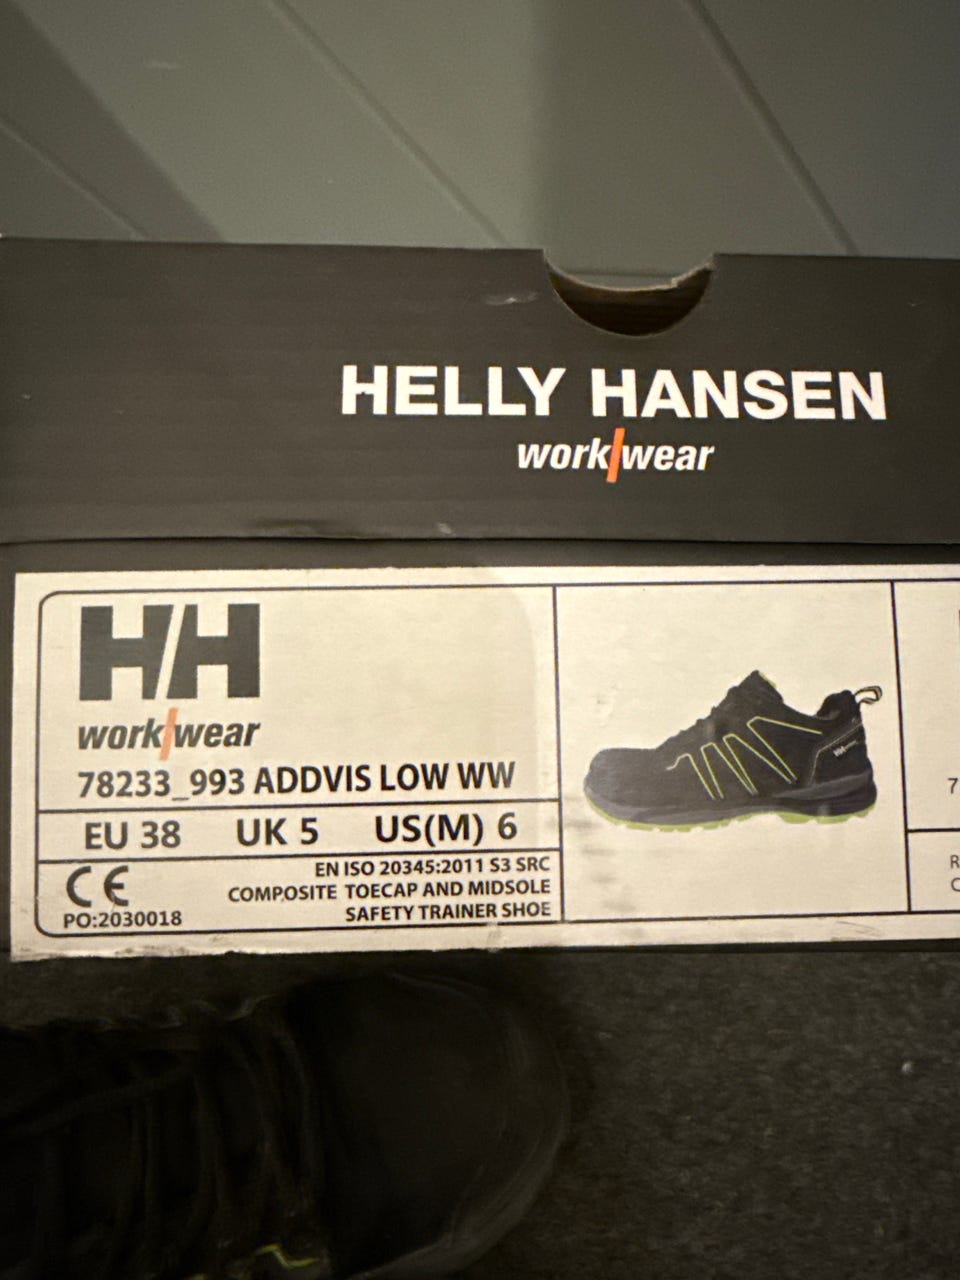 HELLY HANSEN
work/wear
HH
work/wear
78233_993 ADDVIS LOW WW
EU 38 UK 5 US(M) 6
CE
EN ISO 20345:2011 S3 SRC
COMPOSITE TOECAP AND MIDSOLE
SAFETY TRAINER SHOE
PO:2030018
7
R